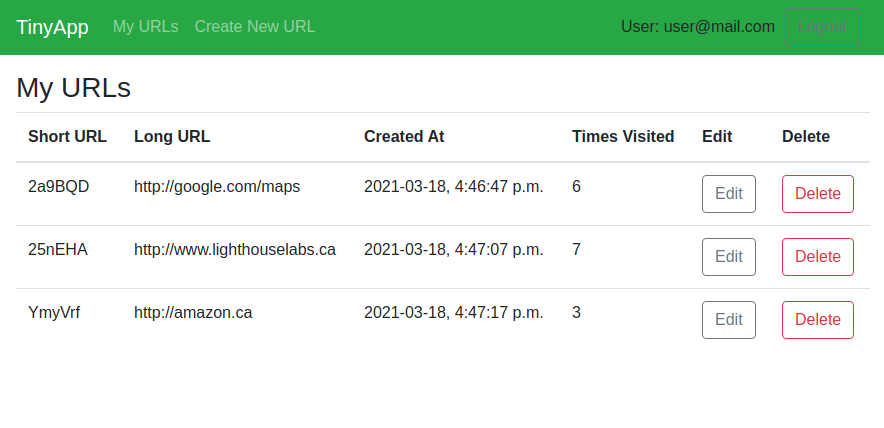 TinyApp My URLs Create New URL User: user@mail.com Logout
My URLs
Short URL Long URL Created At Times Visited Edit Delete
2a9BQD http://google.com/maps 2021-03-18, 4:46:47 p.m. 6 Edit Delete
25nEHA http://www.lighthouselabs.ca 2021-03-18, 4:47:07 p.m. 7 Edit Delete
YmyVrf http://amazon.ca 2021-03-18, 4:47:17 p.m. 3 Edit Delete